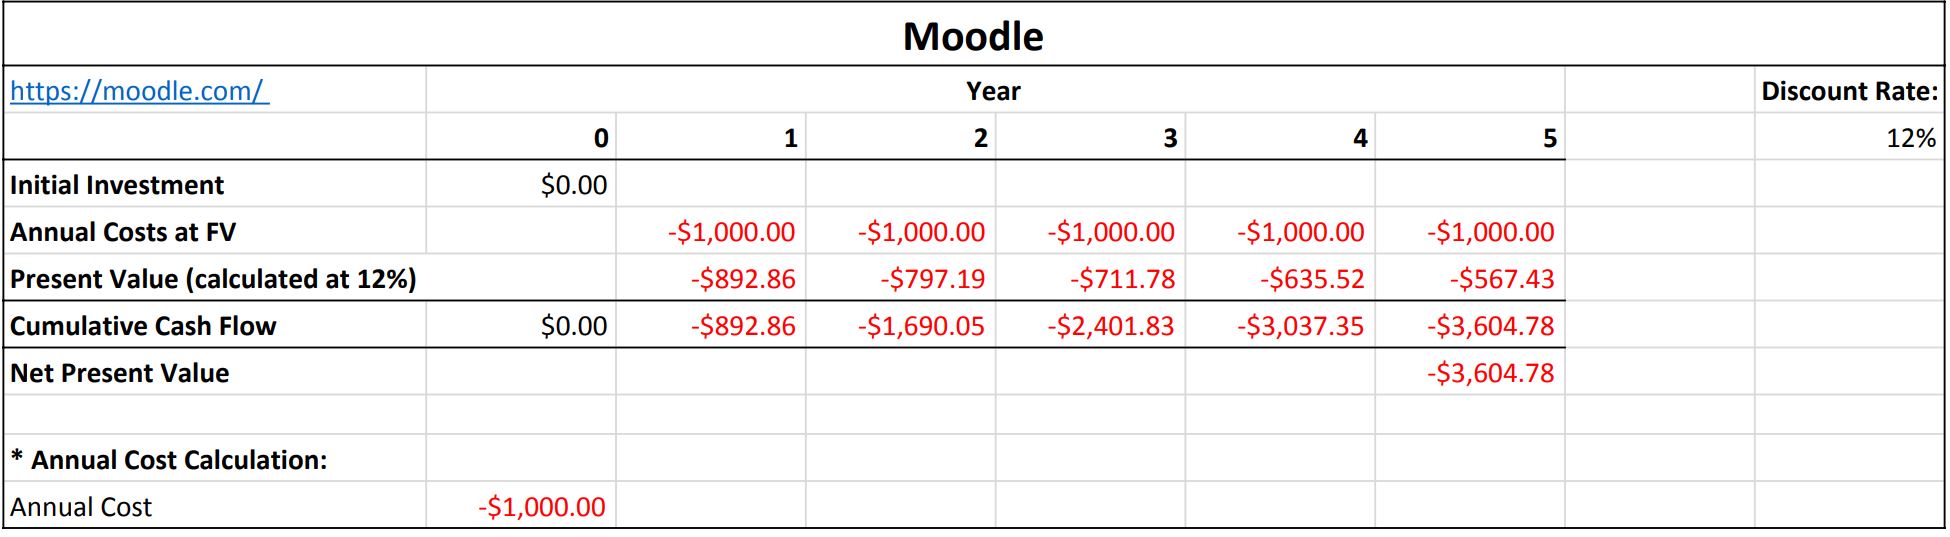 Moodle
https://moodle.com/ Year Discount Rate:
0 1 2 3 4 5 12%
Initial Investment $0.00
Annual Costs at FV -$1,000.00 -$1,000.00 -$1,000.00 -$1,000.00 -$1,000.00
Present Value (calculated at 12%) -$892.86 -$797.19 -$711.78 -$635.52 -$567.43
Cumulative Cash Flow $0.00 -$892.86 -$1,690.05 -$2,401.83 -$3,037.35 -$3,604.78
Net Present Value -$3,604.78
* Annual Cost Calculation:
Annual Cost -$1,000.00